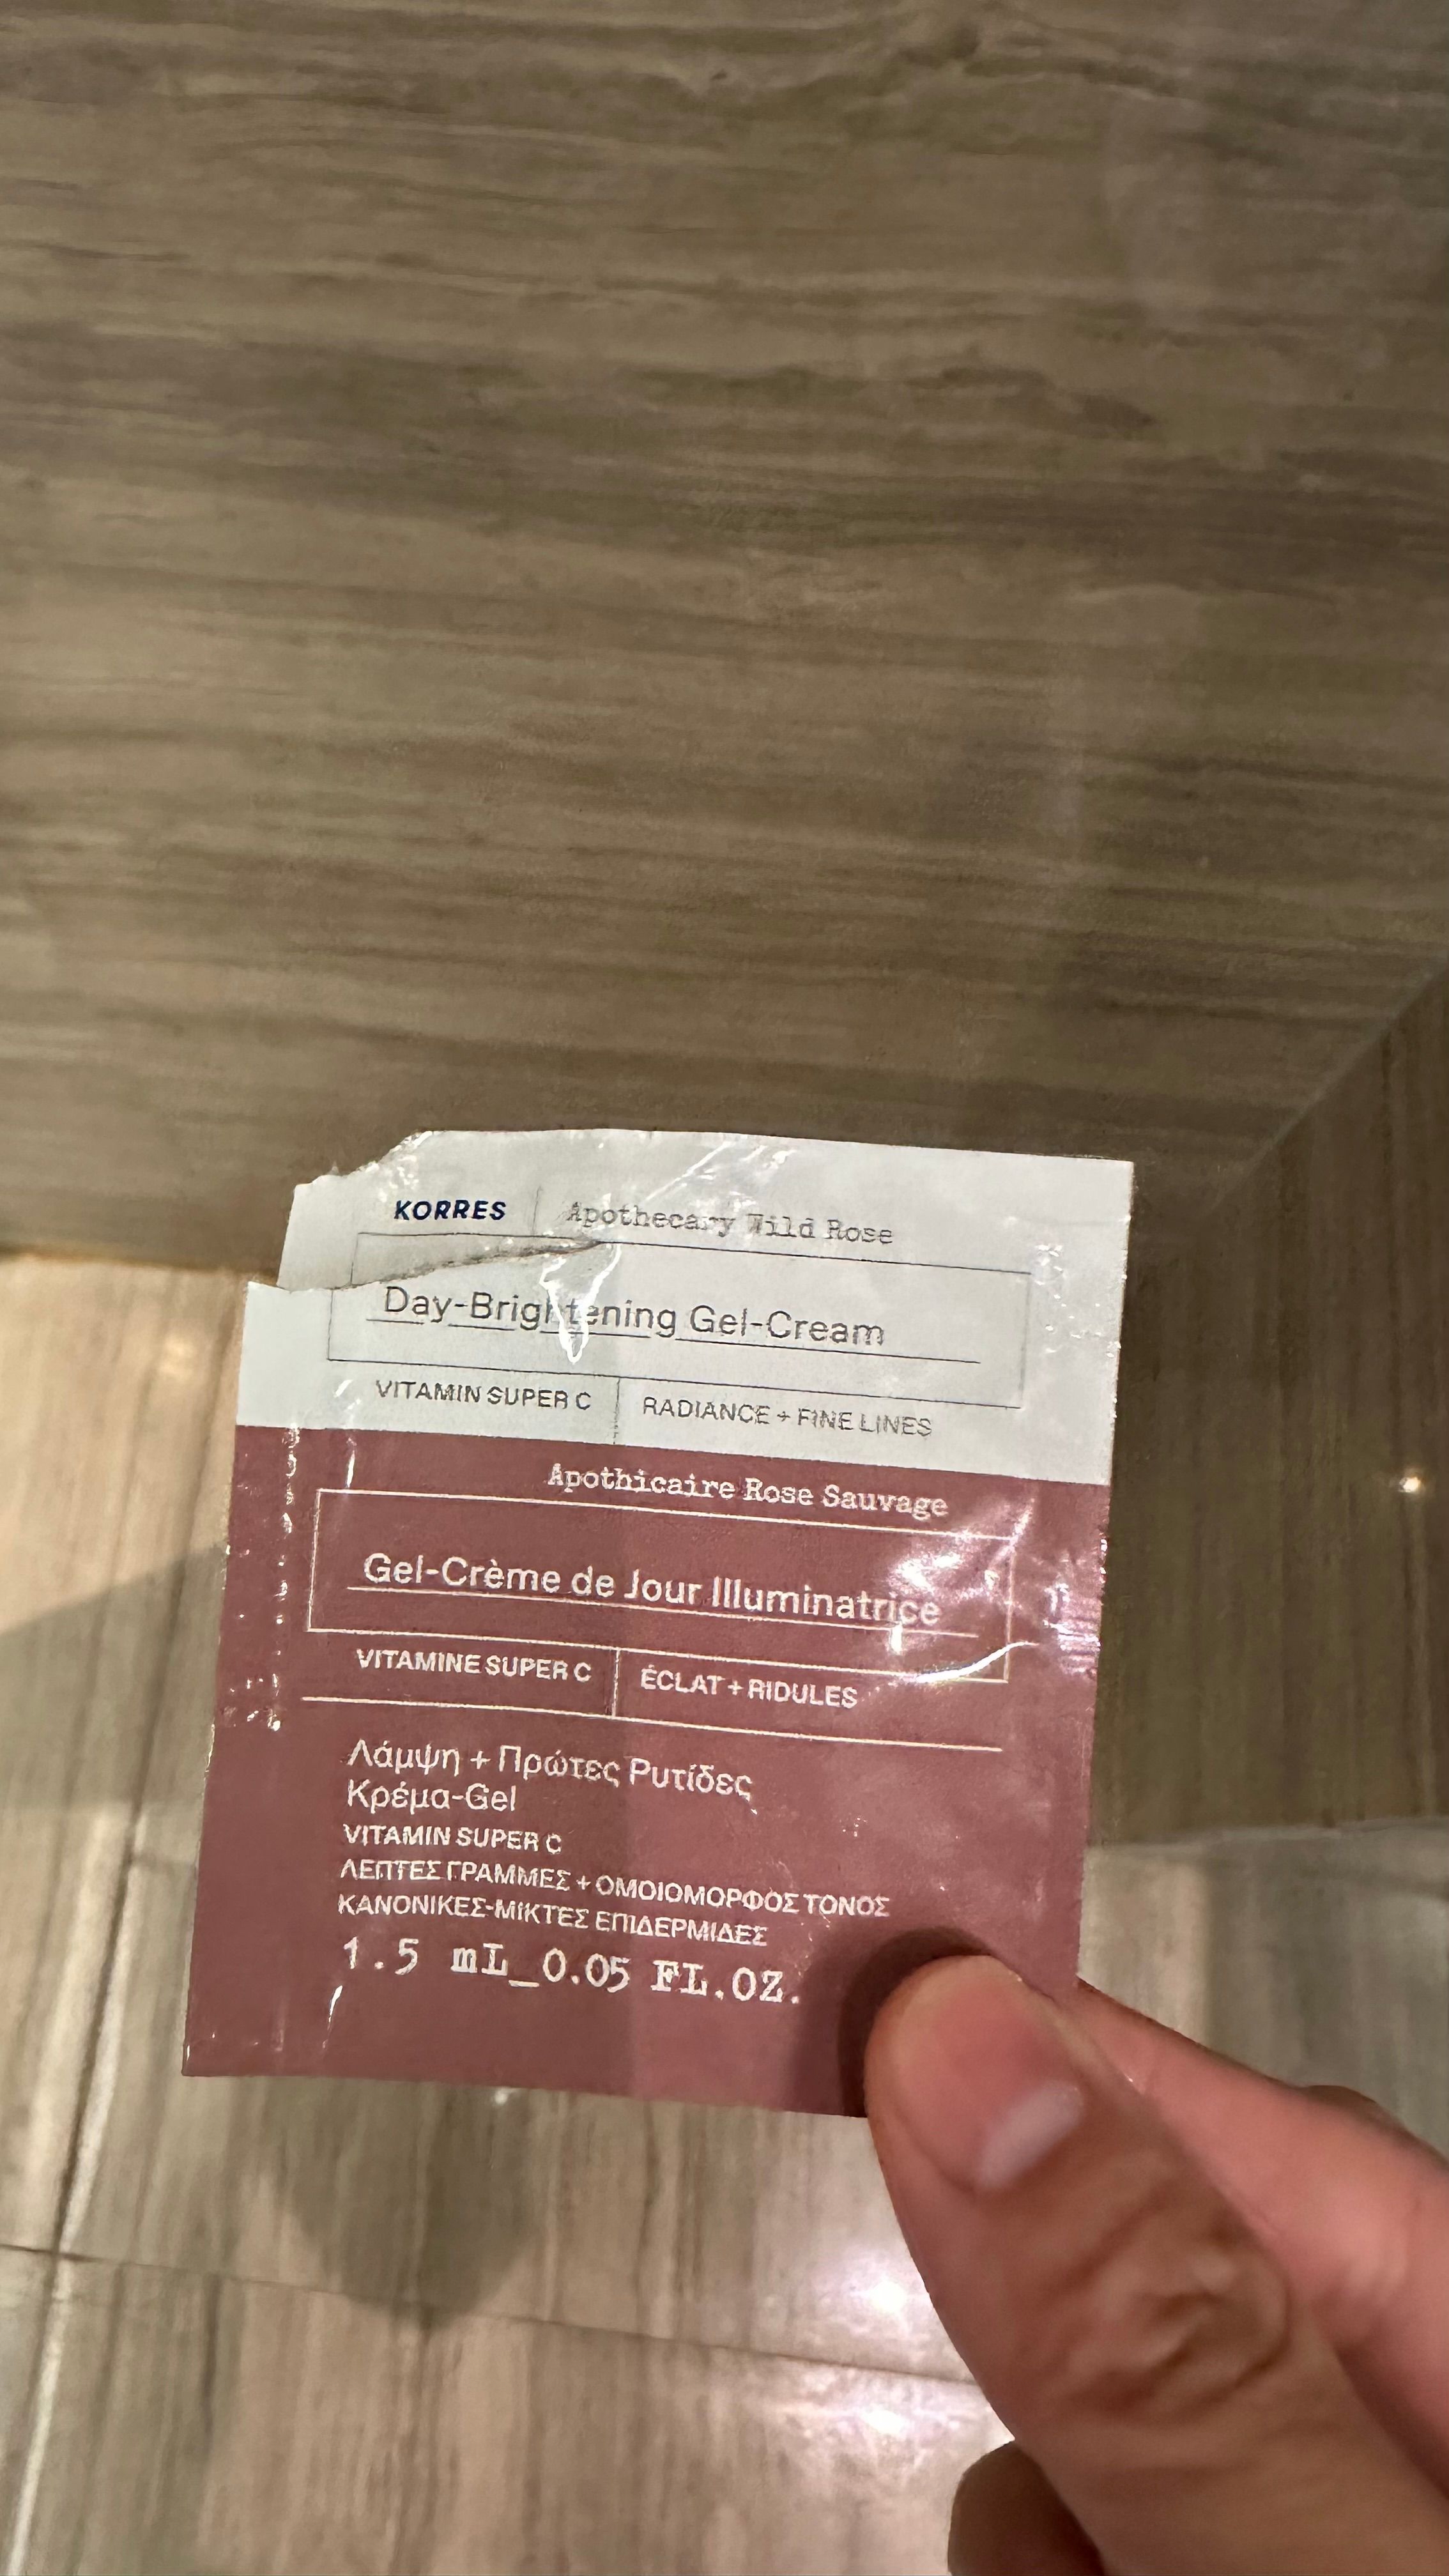 KORRES Apothecary Wild Rose
Day-Brightening Gel-Cream
VITAMIN SUPER C RADIANCE + FINE LINES
Apothicaire Rose Sauvage
Gel-Crème de Jour Illuminatrice
VITAMINE SUPER C ÉCLAT + RIDULES
Λάμψη + Πρώτες Ρυτίδες
Κρέμα-Gel
VITAMIN SUPER C
ΛΕΠΤΕΣ ΓΡΑΜΜΕΣ + ΟΜΟΙΟΜΟΡΦΟΣ ΤΟΝΟΣ
ΚΑΝΟΝΙΚΕΣ-ΜΙΚΤΕΣ ΕΠΙΔΕΡΜΙΔΕΣ
1.5 mL_0.05 FL.OZ.